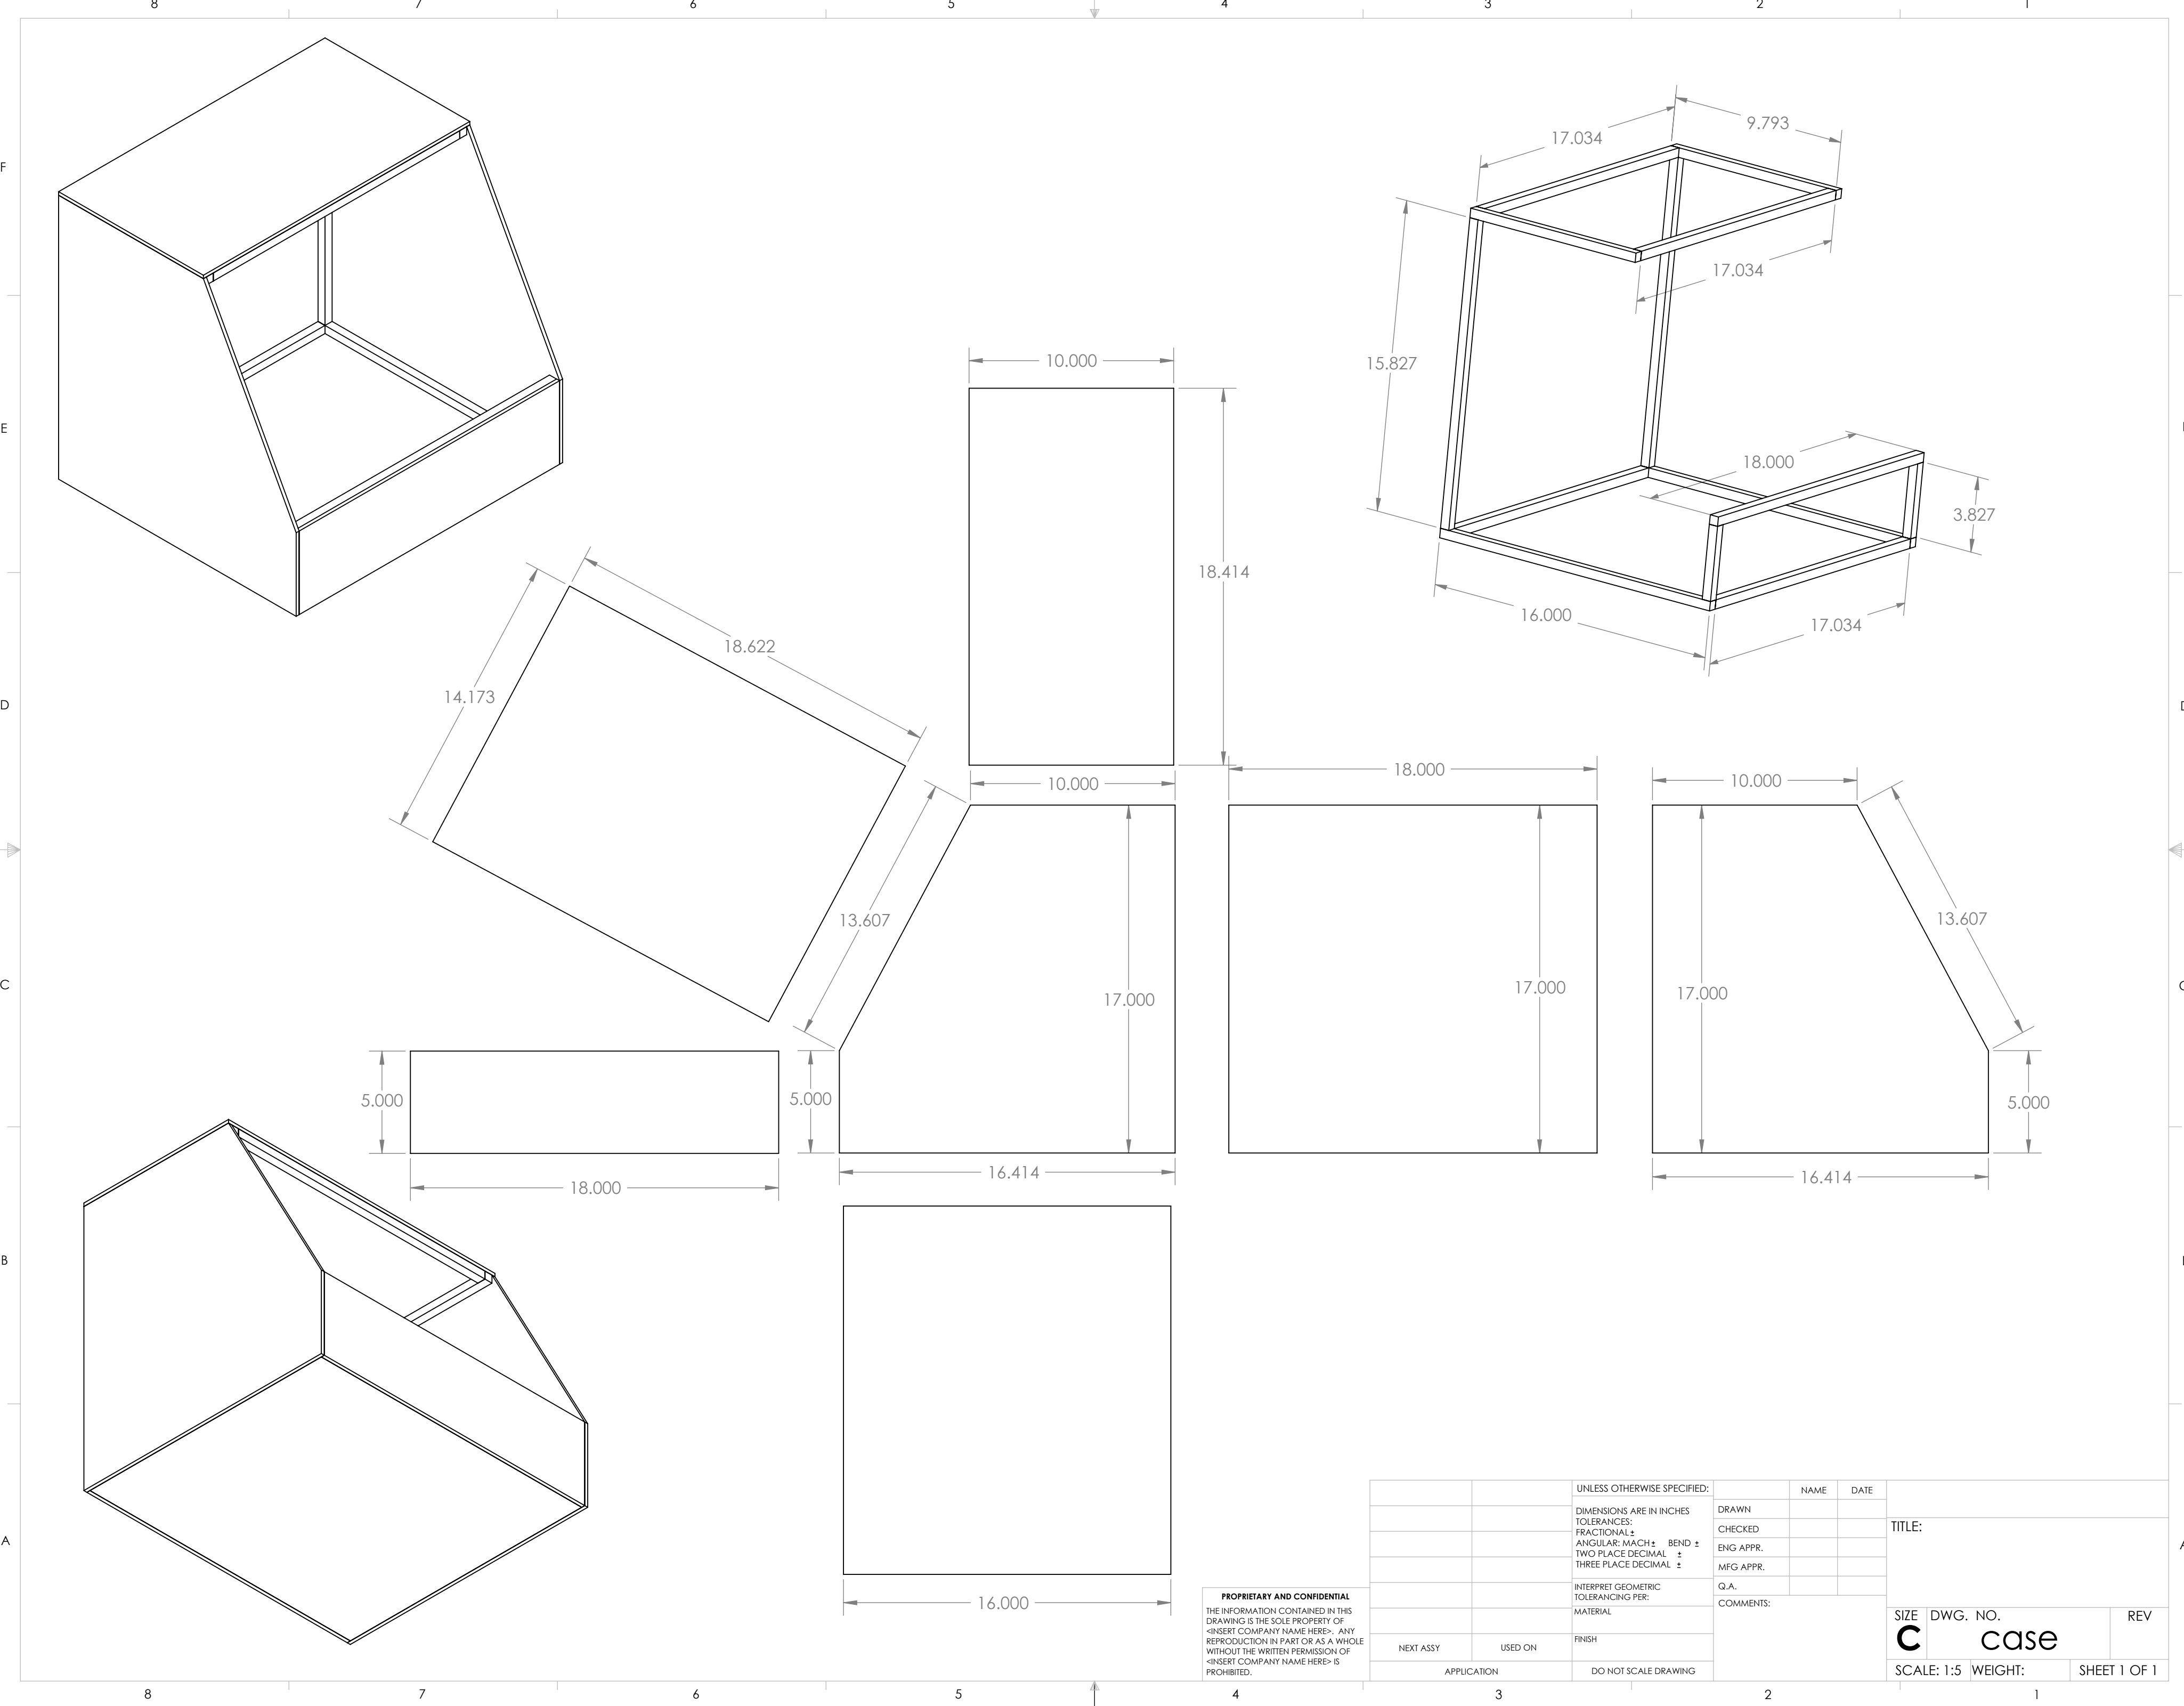 8 7 6 5 4 3 2 1
F
E
D
C
B
A
D
17.034
9.793
17.034
15.827
18.000
3.827
16.000
17.034
10.000
18.414
18.622
14.173
10.000
13.607
17.000
5.000
16.414
18.000
17.000
10.000
13.607
17.000
5.000
16.414
5.000
18.000
16.000
PROPRIETARY AND CONFIDENTIAL
THE INFORMATION CONTAINED IN THIS
DRAWING IS THE SOLE PROPERTY OF
<INSERT COMPANY NAME HERE>. ANY
REPRODUCTION IN PART OR AS A WHOLE
WITHOUT THE WRITTEN PERMISSION OF
<INSERT COMPANY NAME HERE> IS
PROHIBITED.
NEXT ASSY
USED ON
APPLICATION
UNLESS OTHERWISE SPECIFIED:
DIMENSIONS ARE IN INCHES
TOLERANCES:
FRACTIONAL±
ANGULAR: MACH± BEND ±
TWO PLACE DECIMAL ±
THREE PLACE DECIMAL ±
INTERPRET GEOMETRIC
TOLERANCING PER:
MATERIAL
FINISH
DO NOT SCALE DRAWING
NAME
DATE
DRAWN
CHECKED
ENG APPR.
MFG APPR.
Q.A.
COMMENTS:
TITLE:
SIZE
DWG. NO.
REV
C
case
SCALE: 1:5
WEIGHT:
SHEET 1 OF 1
8 7 6 5 4 3 2 1